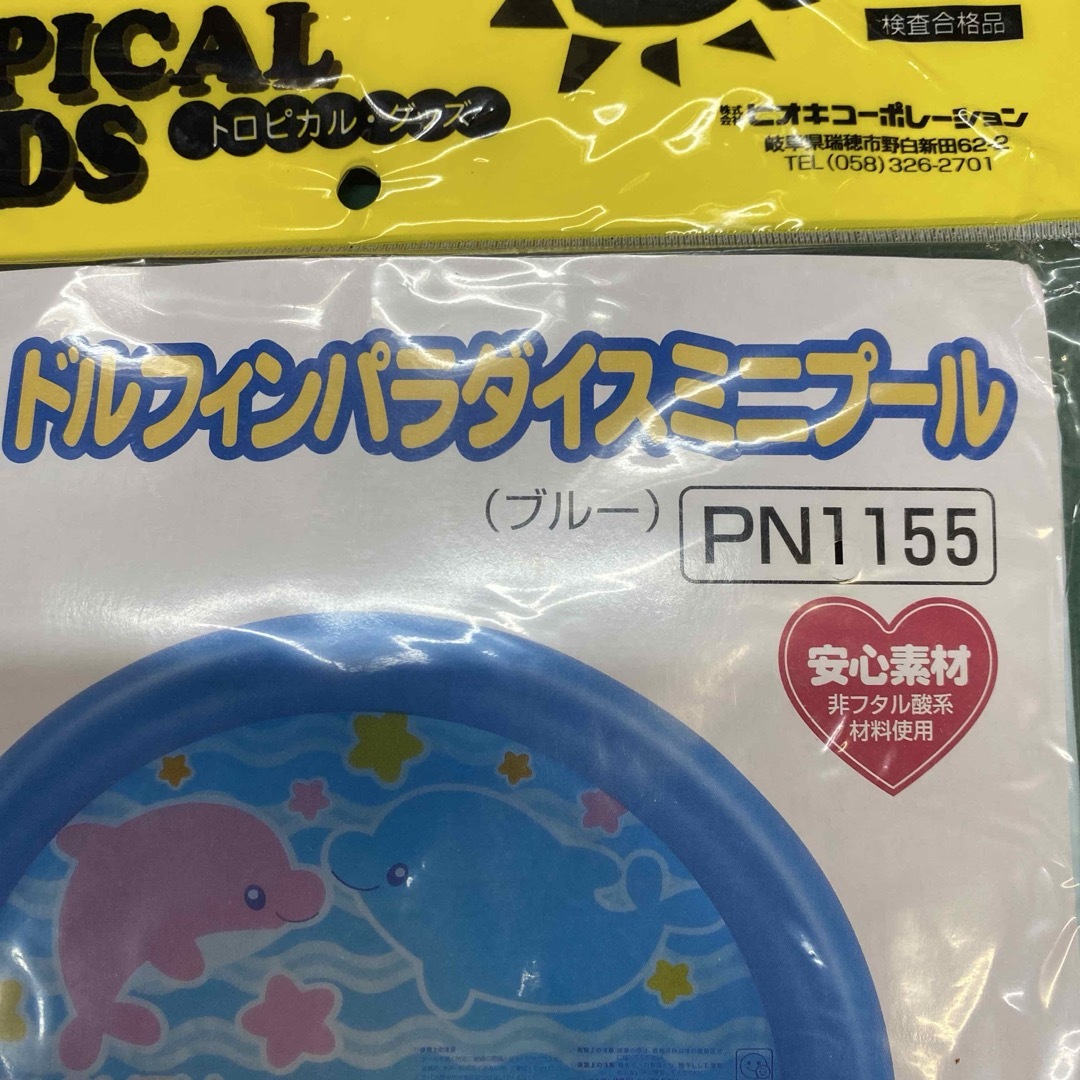 PICAL
DS
トロピカル・グッズ
検査合格品
株式会社 ヒオキコーポレーション
岐阜県瑞穂市野白新田62-2
TEL(058)326-2701
ドルフィンパラダイスミニプール
(ブルー) PN1155
安心素材
非フタル酸系
材料使用